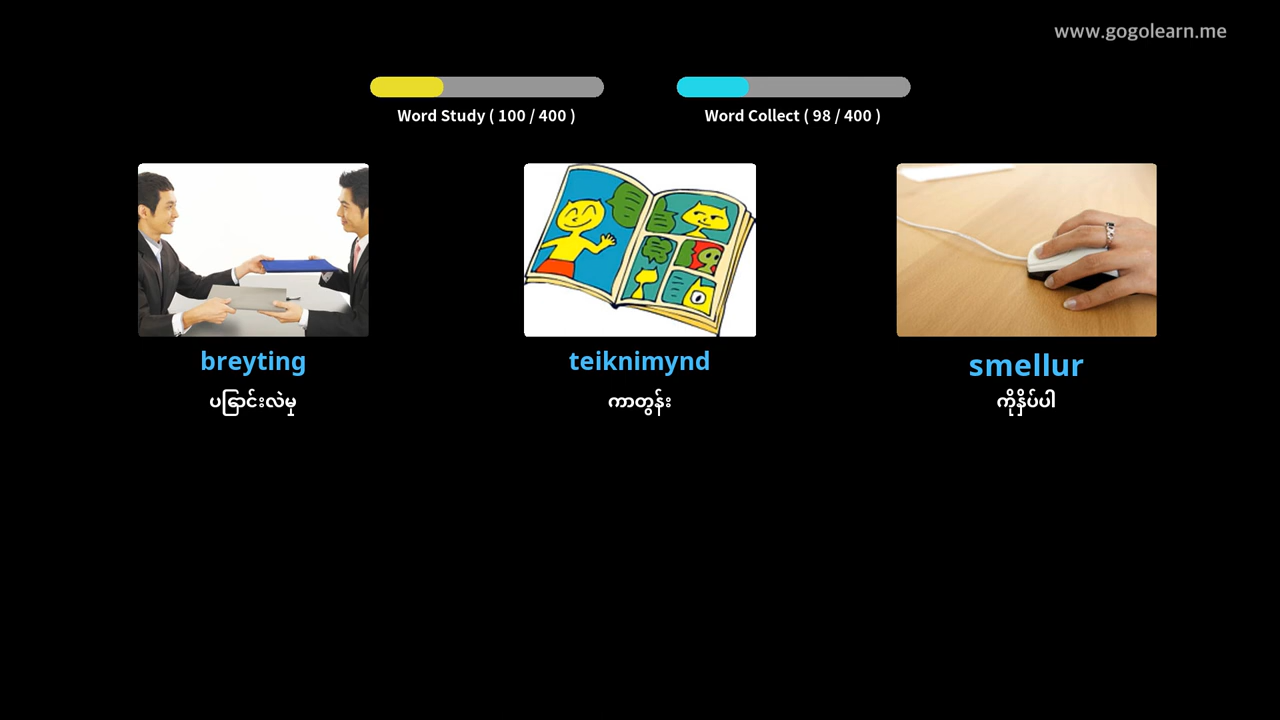 www.gogolearn.me
Word Study ( 100 / 400 )
Word Collect ( 98 / 400 )
breyting
teiknimynd
smellur
ပြောင်းလဲမှု
ကာတွန်း
ကိုနှိပ်ပါ